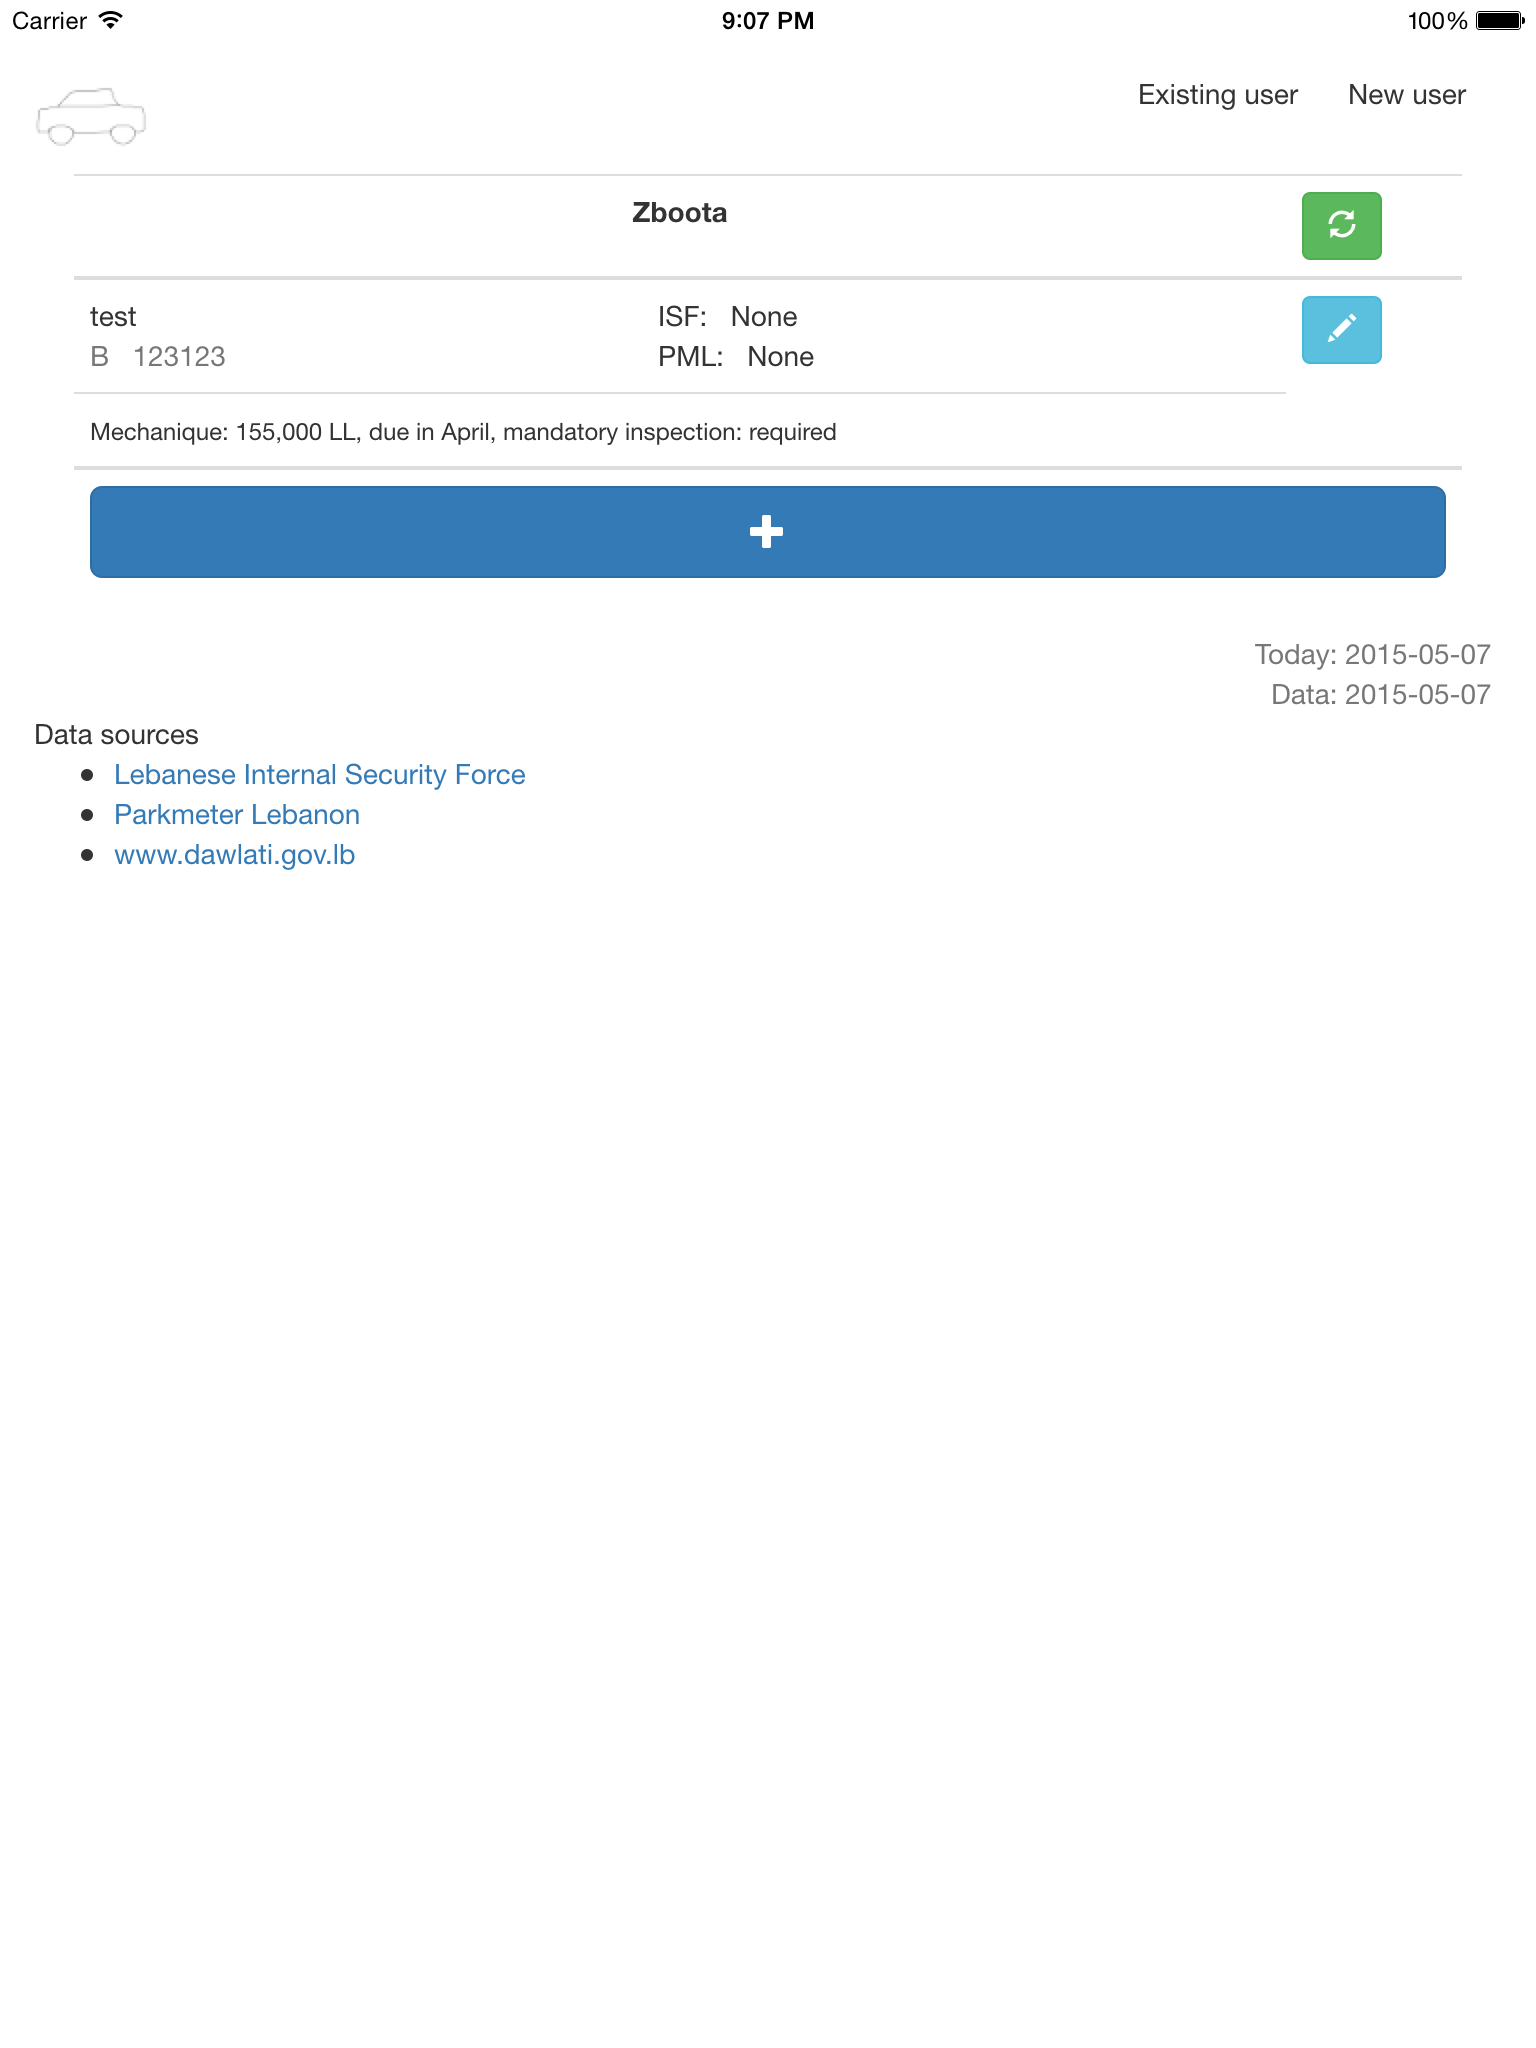 Carrier 9:07 PM 100%
Existing user New user
Zboota
test ISF: None
B 123123 PML: None
Mechanique: 155,000 LL, due in April, mandatory inspection: required
Today: 2015-05-07
Data: 2015-05-07
Data sources
Lebanese Internal Security Force
Parkmeter Lebanon
www.dawlati.gov.lb